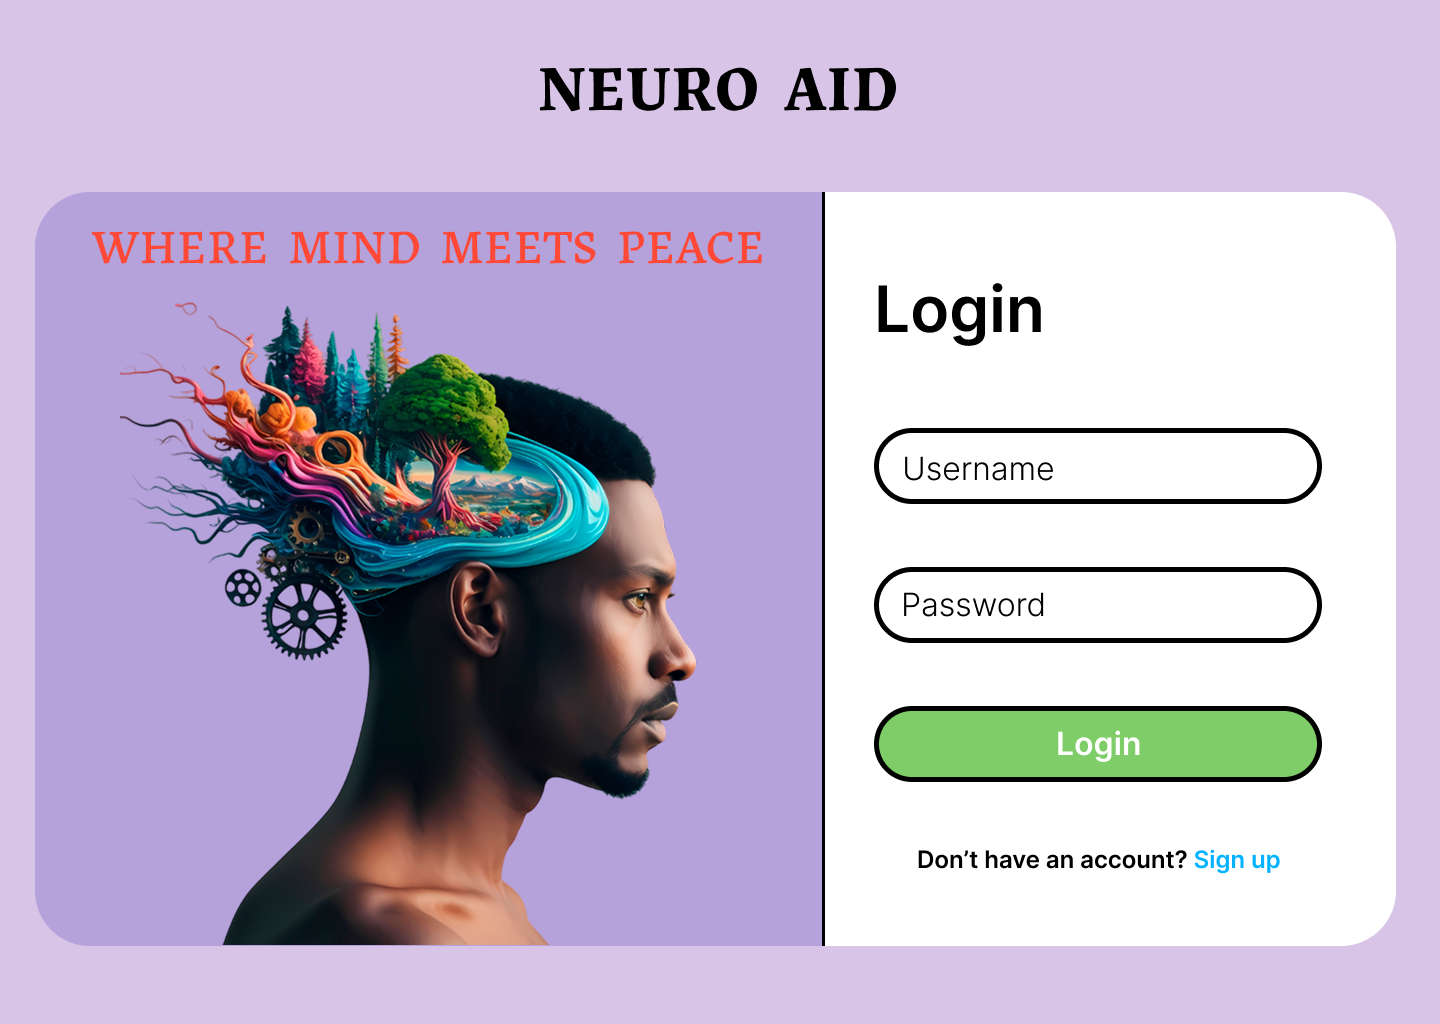 NEURO AID
WHERE MIND MEETS PEACE
Login
Username
Password
Login
Don’t have an account? Sign up